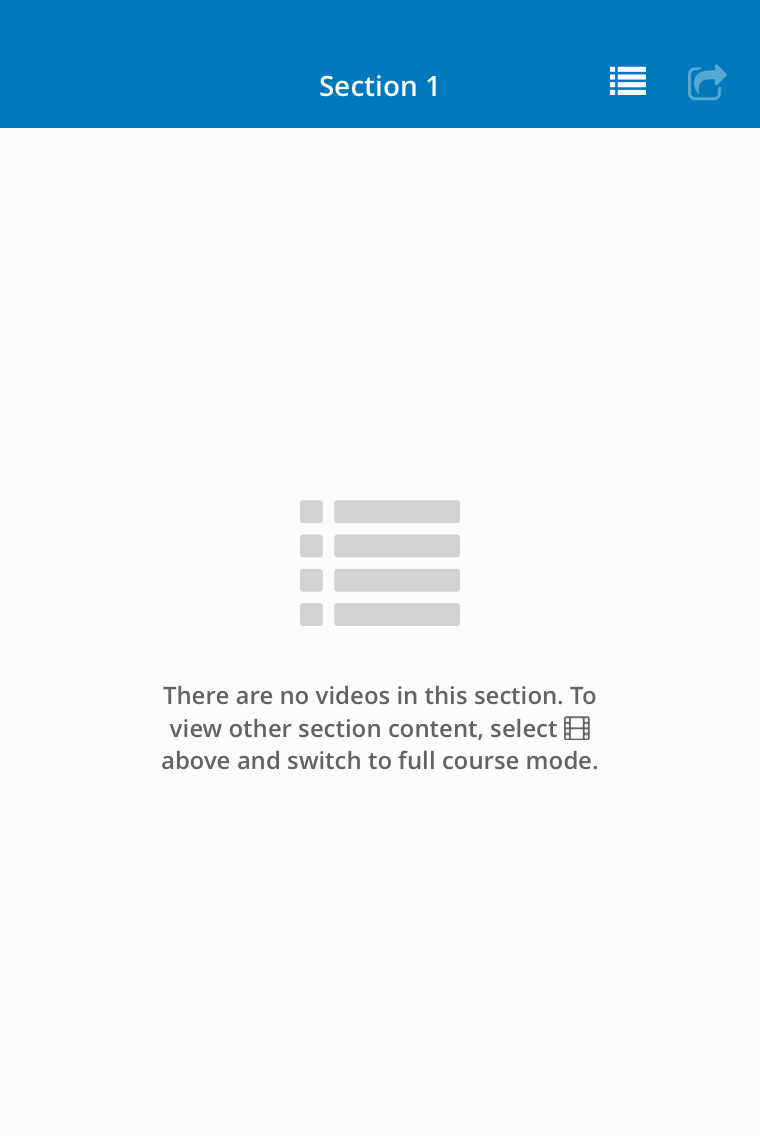 Section 1
There are no videos in this section. To
view other section content, select
above and switch to full course mode.